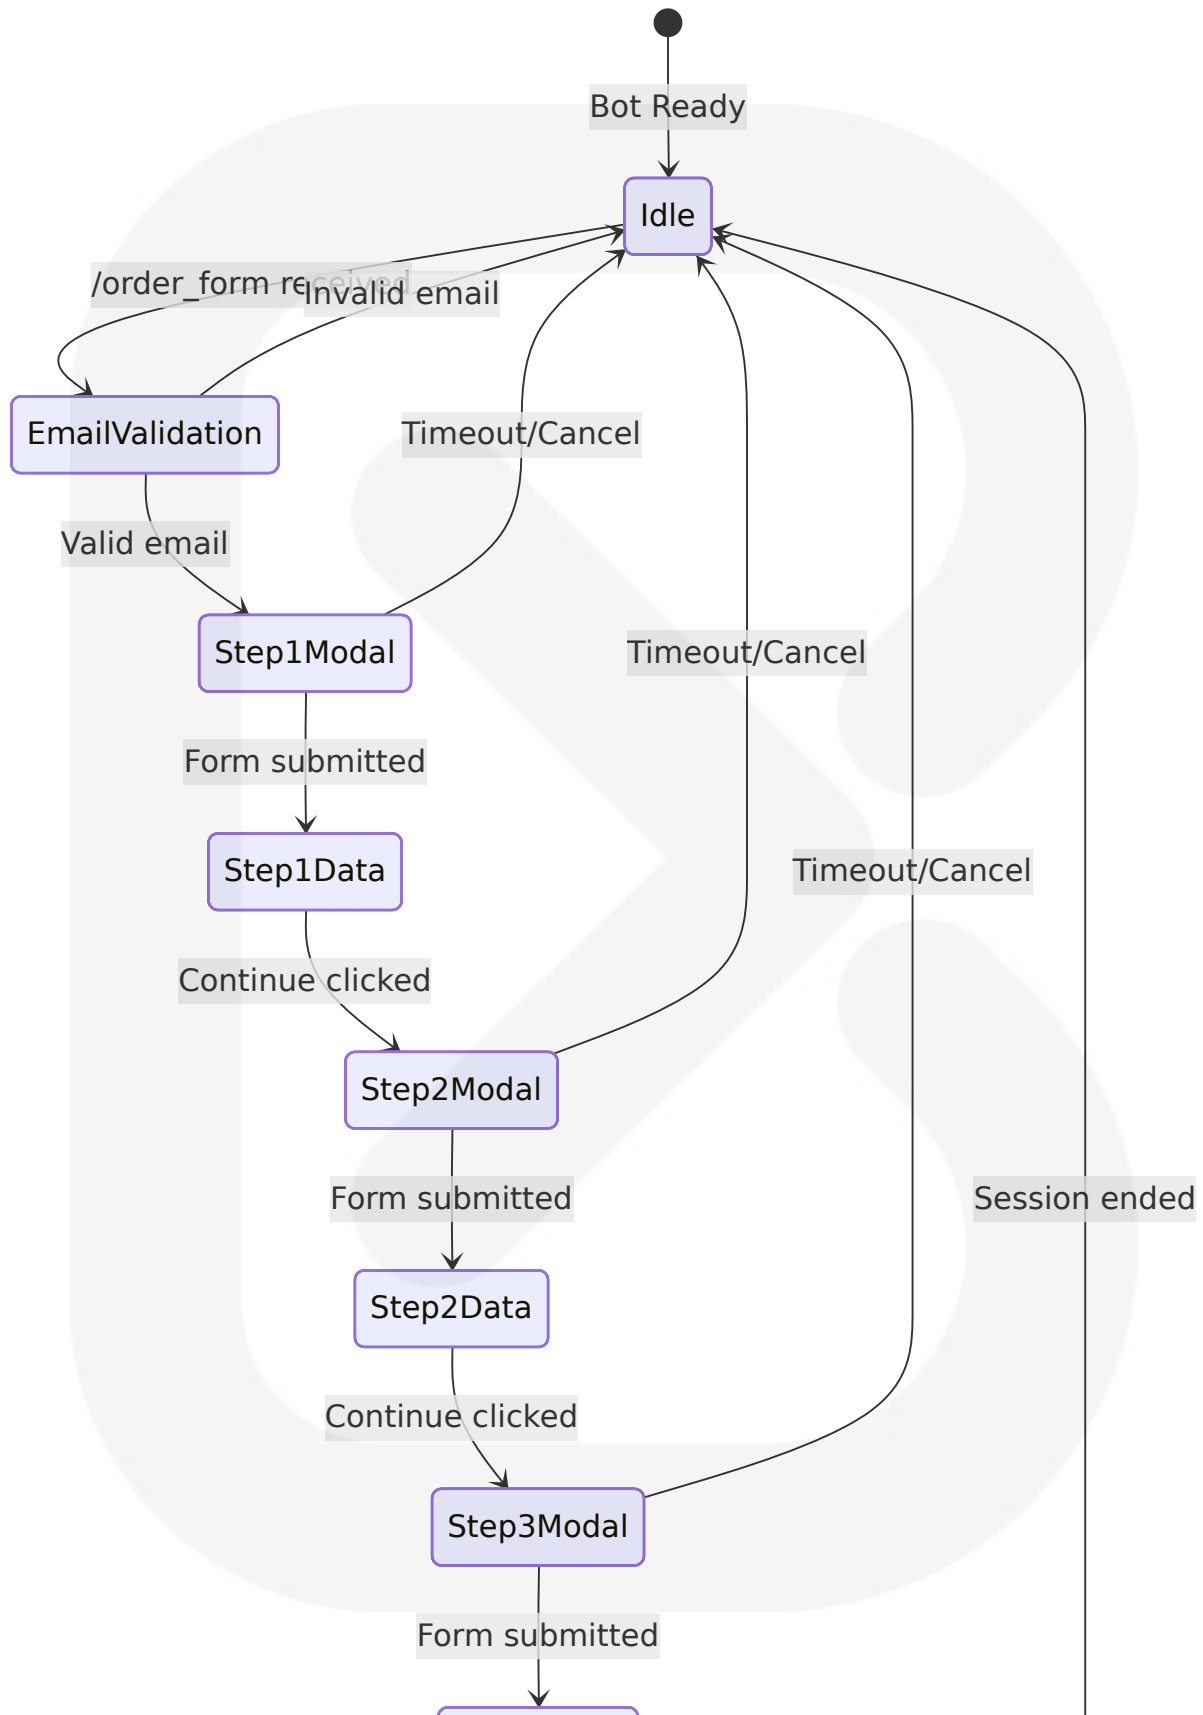 Bot Ready
Idle
/order_form received
Invalid email
EmailValidation
Timeout/Cancel
Valid email
Step1Modal
Timeout/Cancel
Form submitted
Step1Data
Timeout/Cancel
Continue clicked
Step2Modal
Form submitted
Session ended
Step2Data
Continue clicked
Step3Modal
Form submitted